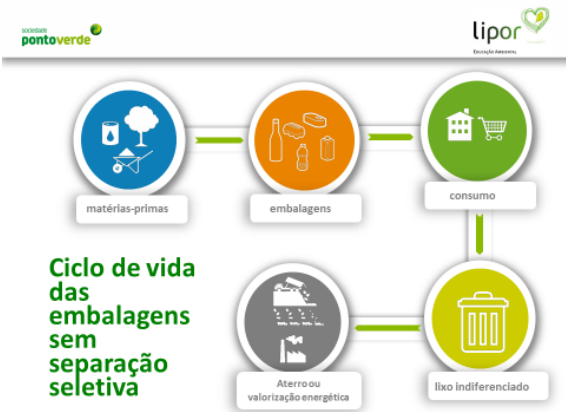 sociedade
pontoverde
lipor
Educação Ambiental
matérias-primas
embalagens
consumo
Ciclo de vida
das
embalagens
sem
separação
seletiva
Aterro ou
valorização energética
lixo indiferenciado